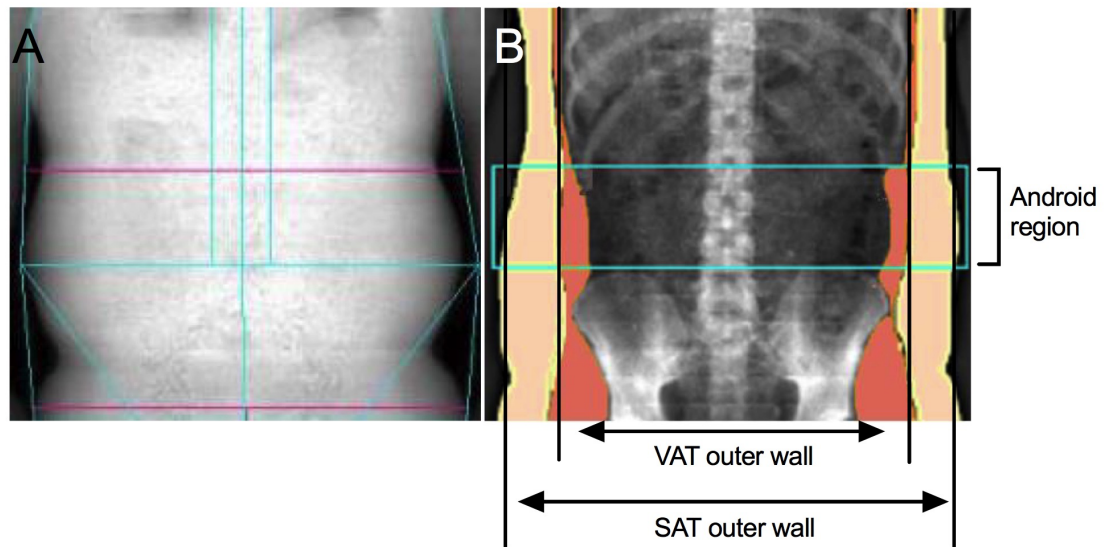 A
B
Android
region
VAT outer wall
SAT outer wall